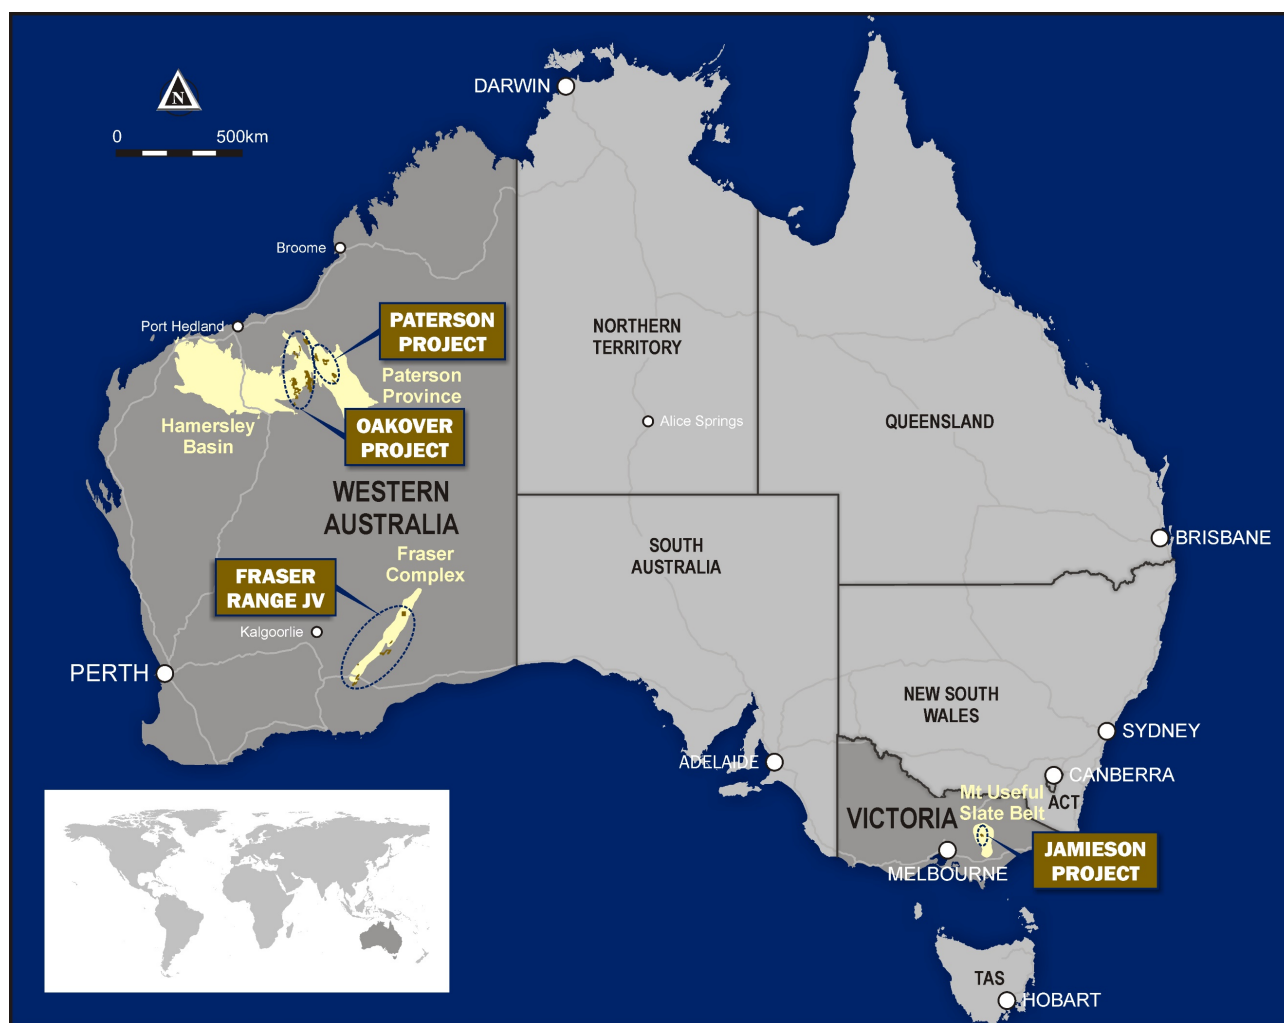 DARWIN
N
0 500km
Broome
Port Hedland
PATERSON
PROJECT
Paterson
Province
Hamersley
Basin
OAKOVER
PROJECT
NORTHERN
TERRITORY
Alice Springs
QUEENSLAND
WESTERN
AUSTRALIA
SOUTH
AUSTRALIA
BRISBANE
Fraser
Complex
FRASER
RANGE JV
Kalgoorlie
PERTH
NEW SOUTH
WALES
SYDNEY
ADELAIDE
CANBERRA
ACT
Mt Useful
Slate Belt
VICTORIA
MELBOURNE
JAMIESON
PROJECT
TAS
HOBART